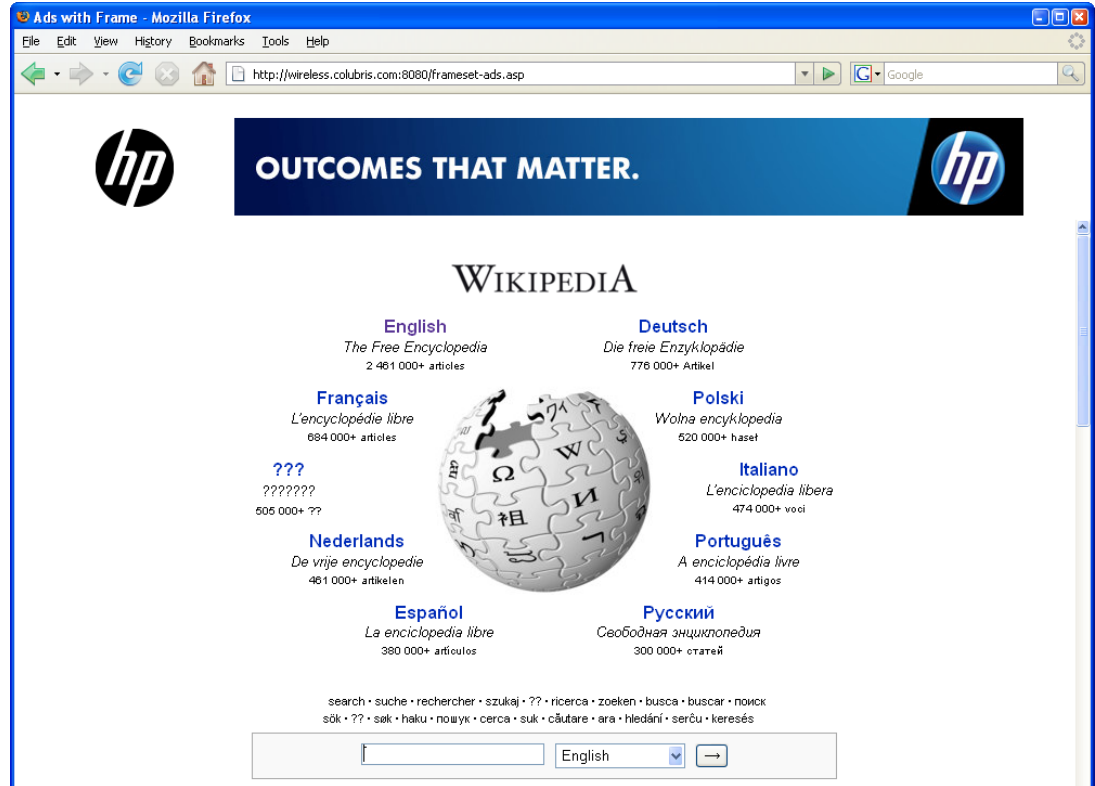 Ads with Frame - Mozilla Firefox
File Edit View History Bookmarks Tools Help
http://wireless.colubris.com:8080/frameset-ads.asp
G Google
hp OUTCOMES THAT MATTER. hp
WIKIPEDIA
English Deutsch
The Free Encyclopedia Die freie Enzyklopädie
2 461 000+ articles 776 000+ Artikel
Français Polski
L'encyclopédie libre Wolna encyklopedia
684 000+ articles 520 000+ haseł
??? Italiano
??????? L'enciclopedia libera
505 000+ ?? 474 000+ voci
Nederlands Português
De vrije encyclopedie A enciclopédia livre
461 000+ artikelen 414 000+ artigos
Español Русский
La enciclopedia libre Свободная энциклопедия
380 000+ artículos 300 000+ статей
Ω W И 祖
search • suche • rechercher • szukaj • ?? • ricerca • zoeken • busca • buscar • поиск
sök • ?? • søk • haku • пошук • cerca • suk • căutare • ara • hledání • serĉu • keresés
English →